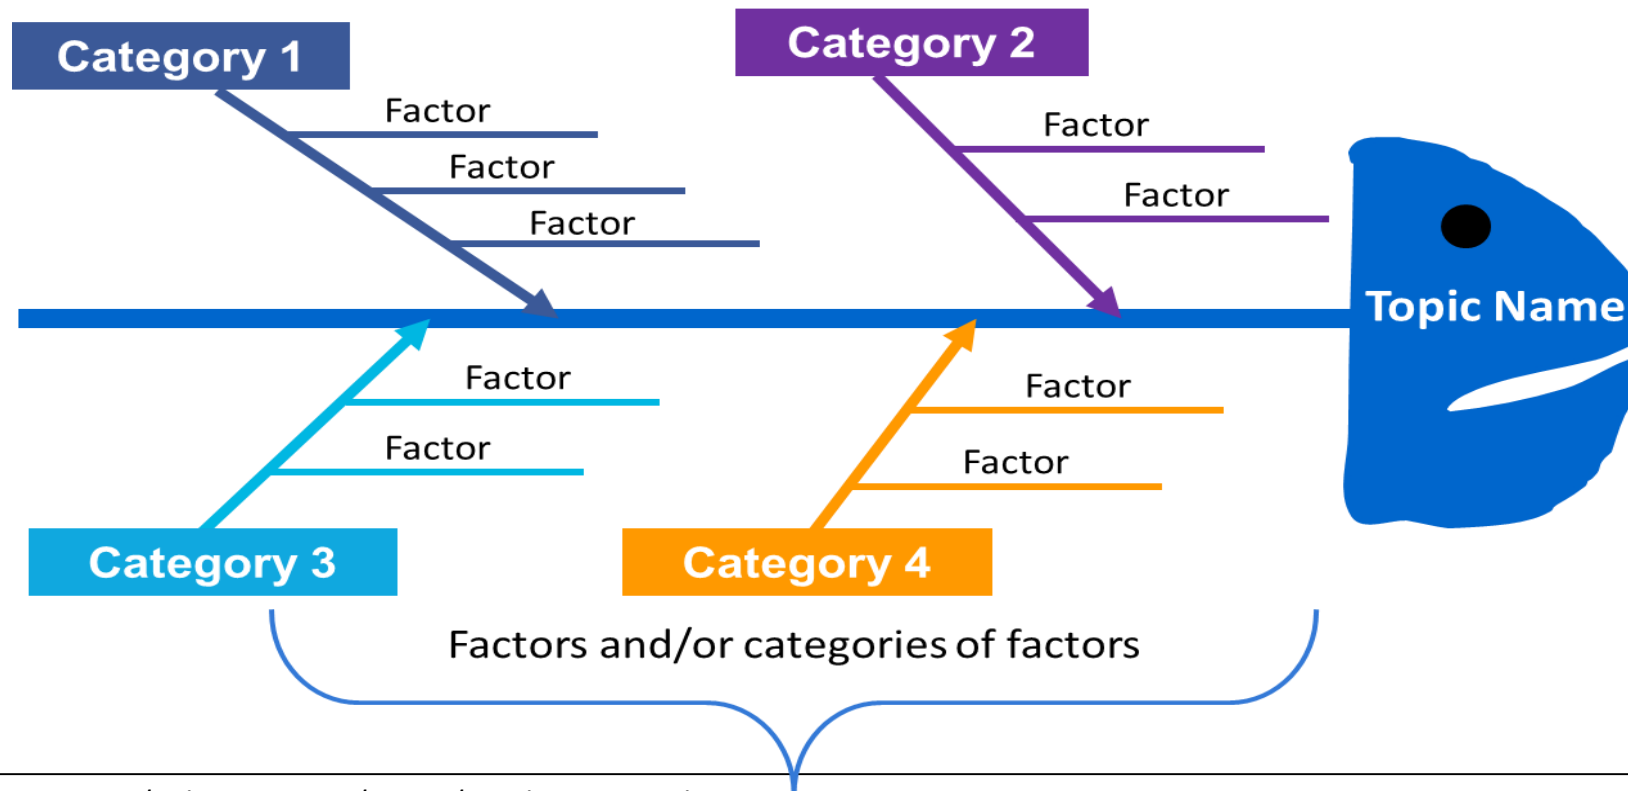 Category 1
Category 2
Factor
Factor
Factor
Factor
Factor
Topic Name
Factor
Factor
Factor
Factor
Category 3
Category 4
Factors and/or categories of factors